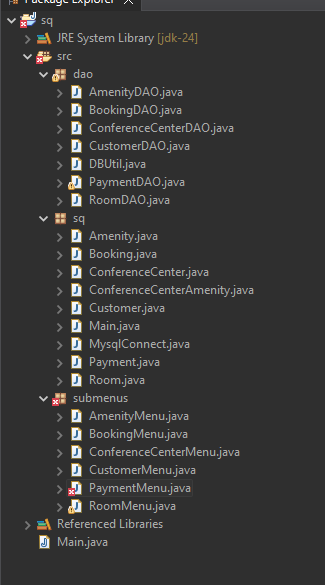 Package Explorer
sq
JRE System Library [jdk-24]
src
dao
AmenityDAO.java
BookingDAO.java
ConferenceCenterDAO.java
CustomerDAO.java
DBUtil.java
PaymentDAO.java
RoomDAO.java
sq
Amenity.java
Booking.java
ConferenceCenter.java
ConferenceCenterAmenity.java
Customer.java
Main.java
MysqlConnect.java
Payment.java
Room.java
submenus
AmenityMenu.java
BookingMenu.java
ConferenceCenterMenu.java
CustomerMenu.java
PaymentMenu.java
RoomMenu.java
Referenced Libraries
Main.java